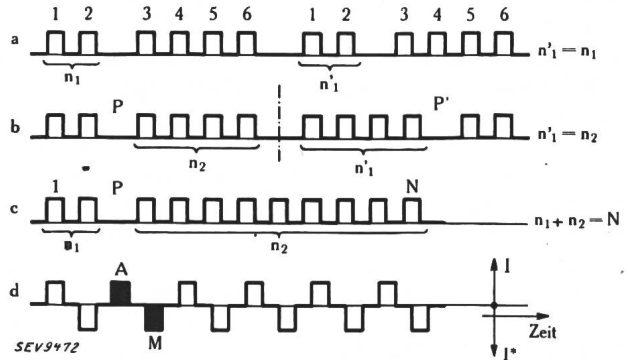 1 2 3 4 5 6 1 2 3 4 5 6
a n'₁ = n₁
n₁ n'₁
P P'
b n'₁ = n₂
n₂ n'₁
1 P N
c n₁ + n₂ = N
n₁ n₂
A I
d
M Zeit
SEV9472 I*